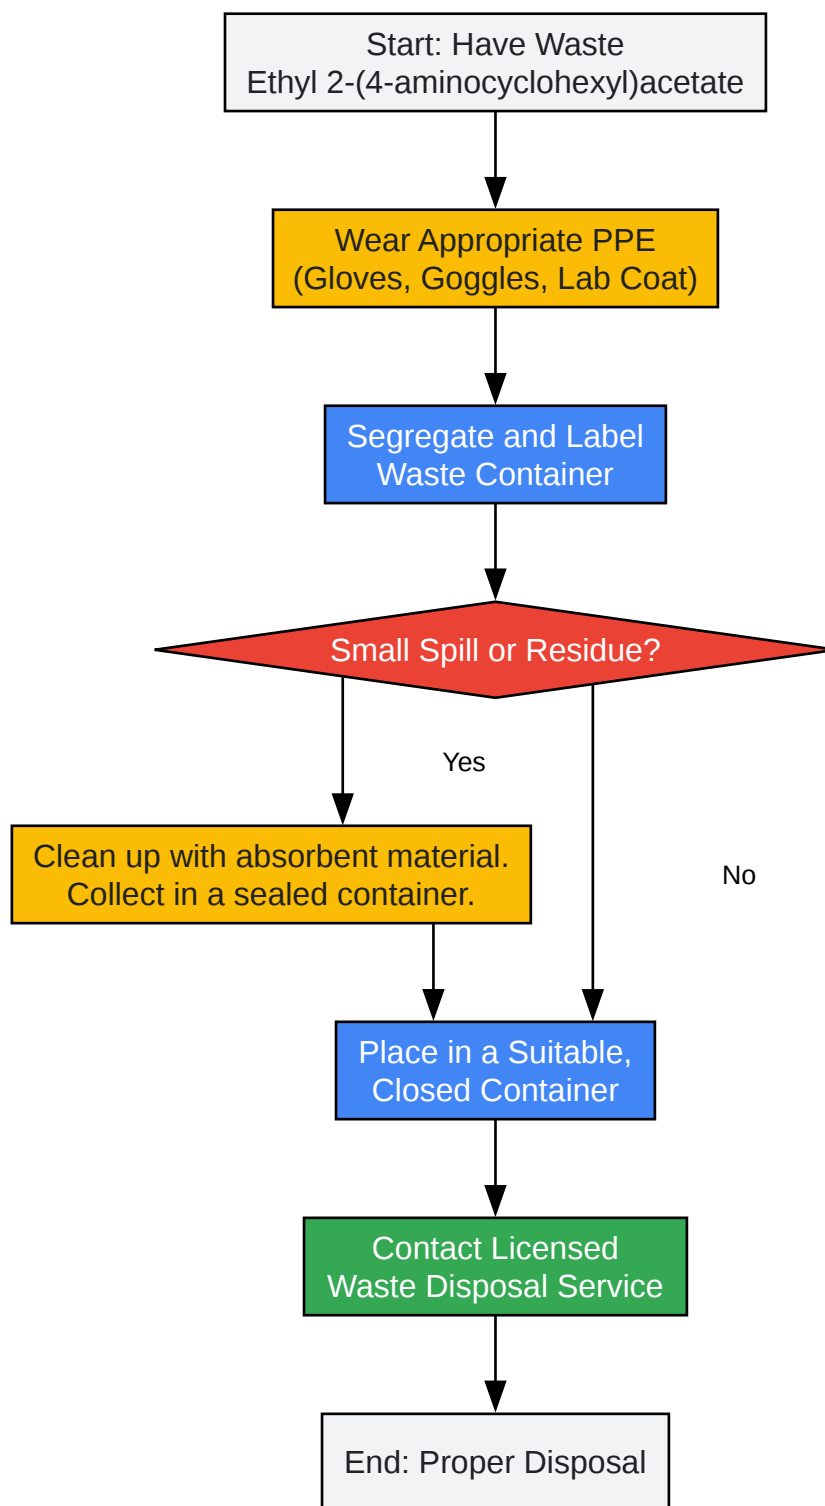 Start: Have Waste
Ethyl 2-(4-aminocyclohexyl)acetate
Wear Appropriate PPE
(Gloves, Goggles, Lab Coat)
Segregate and Label
Waste Container
Small Spill or Residue?
Yes
Clean up with absorbent material.
Collect in a sealed container.
No
Place in a Suitable,
Closed Container
Contact Licensed
Waste Disposal Service
End: Proper Disposal